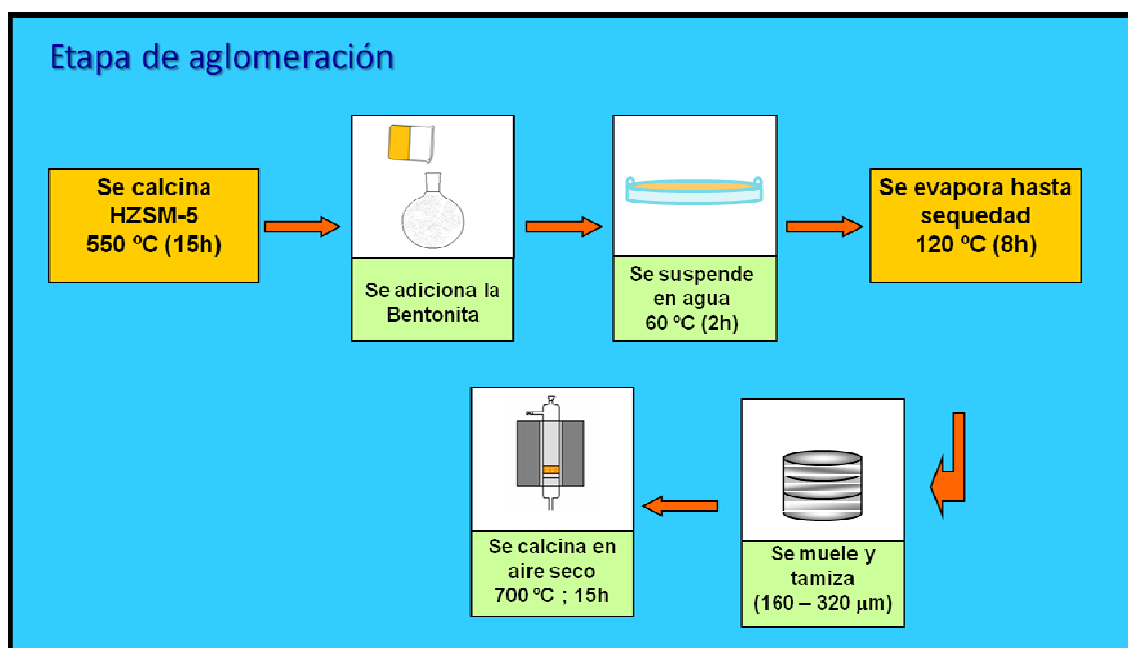 Etapa de aglomeración
Se calcina
HZSM-5
550 ºC (15h)
Se adiciona la
Bentonita
Se suspende
en agua
60 ºC (2h)
Se evapora hasta
sequedad
120 ºC (8h)
Se muele y
tamiza
(160 – 320 μm)
Se calcina en
aire seco
700 ºC ; 15h